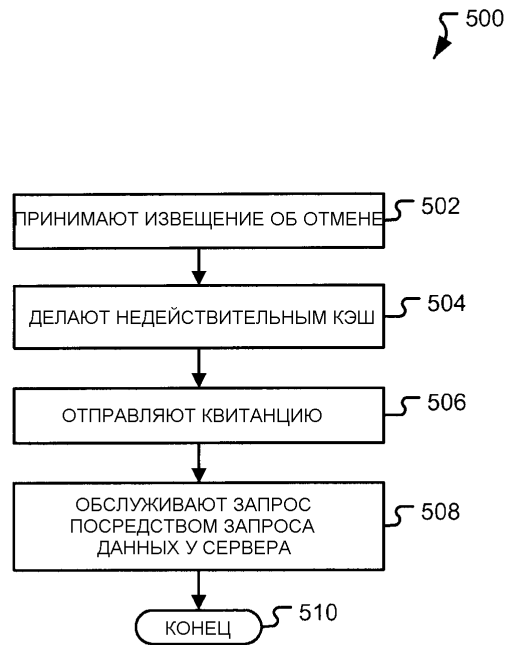 500
ПРИНИМАЮТ ИЗВЕЩЕНИЕ ОБ ОТМЕНЕ
502
ДЕЛАЮТ НЕДЕЙСТВИТЕЛЬНЫМ КЭШ
504
ОТПРАВЛЯЮТ КВИТАНЦИЮ
506
ОБСЛУЖИВАЮТ ЗАПРОС
ПОСРЕДСТВОМ ЗАПРОСА
ДАННЫХ У СЕРВЕРА
508
КОНЕЦ
510